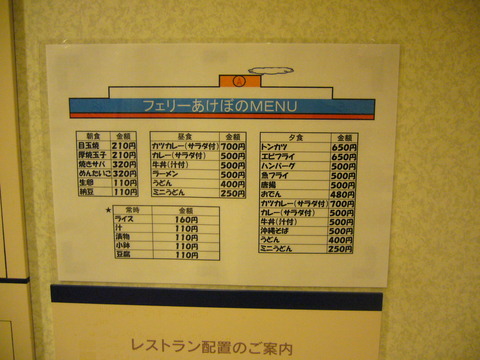 フェリーあけぼのMENU
朝食 金額
目玉焼 210円
厚焼玉子 210円
焼きサバ 320円
めんたいこ 320円
生卵 110円
納豆 110円
昼食 金額
カツカレー(サラダ付) 700円
カレー(サラダ付) 500円
牛丼(汁付) 500円
ラーメン 500円
うどん 400円
ミニうどん 250円
夕食 金額
トンカツ 650円
エビフライ 650円
ハンバーグ 500円
魚フライ 500円
唐揚 500円
おでん 480円
カツカレー(サラダ付) 700円
カレー(サラダ付) 500円
牛丼(汁付) 500円
沖縄そば 500円
うどん 400円
ミニうどん 250円
★ 常時 金額
ライス 160円
汁 110円
漬物 110円
小鉢 110円
豆腐 110円
レストラン配置のご案内